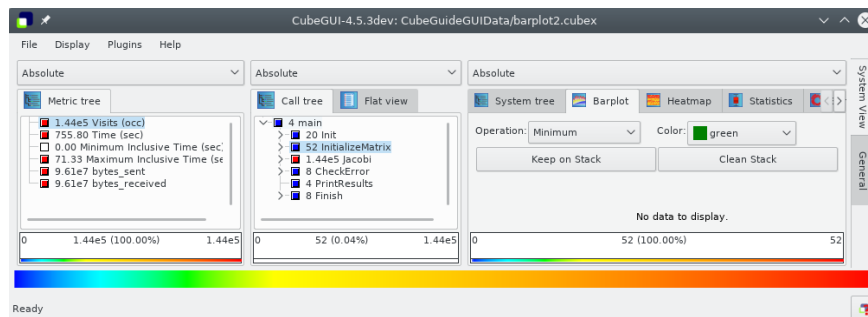 CubeGUI-4.5.3dev: CubeGuideGUIData/barplot2.cubex
File Display Plugins Help
Absolute
Metric tree
1.44e5 Visits (occ)
755.80 Time (sec)
0.00 Minimum Inclusive Time (sec
71.33 Maximum Inclusive Time (se
9.61e7 bytes_sent
9.61e7 bytes_received
0 1.44e5 (100.00%) 1.44e5
Absolute
Call tree Flat view
4 main
20 Init
52 InitializeMatrix
1.44e5 Jacobi
8 CheckError
4 PrintResults
8 Finish
0 52 (0.04%) 1.44e5
Absolute
System tree Barplot Heatmap Statistics
Operation: Minimum Color: green
Keep on Stack Clean Stack
No data to display.
0 52 (100.00%) 52
System View
General
Ready